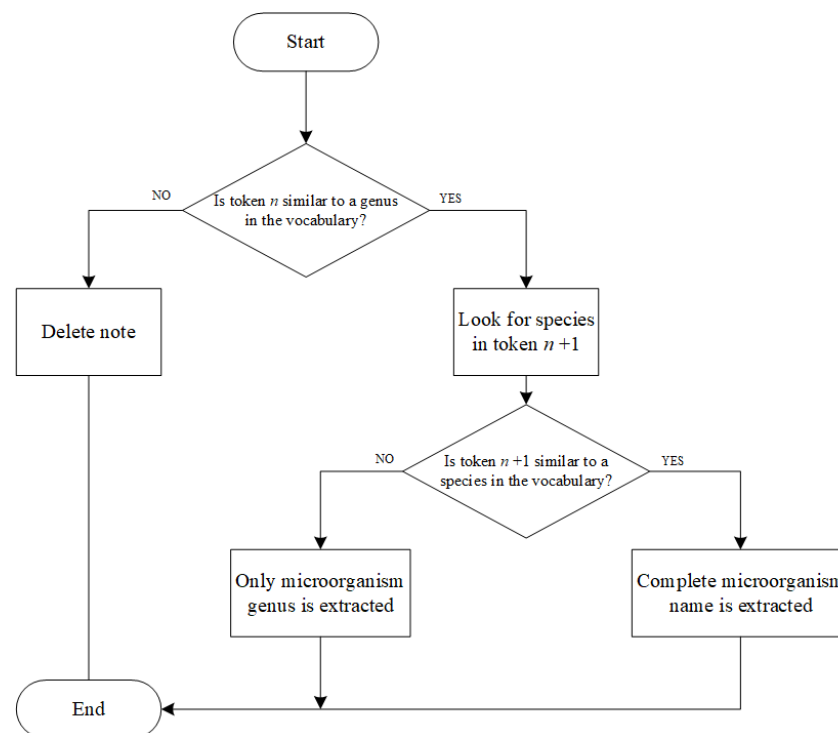 Start
Is token n similar to a genus
in the vocabulary?
NO
YES
Delete note
Look for species
in token n +1
Is token n +1 similar to a
species in the vocabulary?
NO
YES
Only microorganism
genus is extracted
Complete microorganism
name is extracted
End